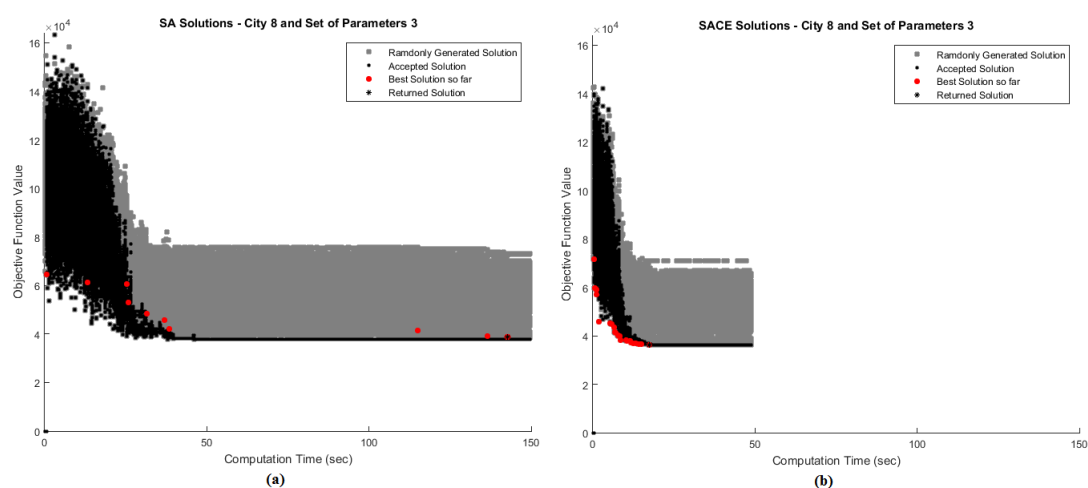 SA Solutions - City 8 and Set of Parameters 3
×10⁴
16
14
12
10
8
6
4
2
0
0
50
100
150
Objective Function Value
Computation Time (sec)
Ramdonly Generated Solution
Accepted Solution
Best Solution so far
Returned Solution
(a)
SACE Solutions - City 8 and Set of Parameters 3
×10⁴
16
14
12
10
8
6
4
2
0
0
50
100
150
Objective Function Value
Computation Time (sec)
Ramdonly Generated Solution
Accepted Solution
Best Solution so far
Returned Solution
(b)